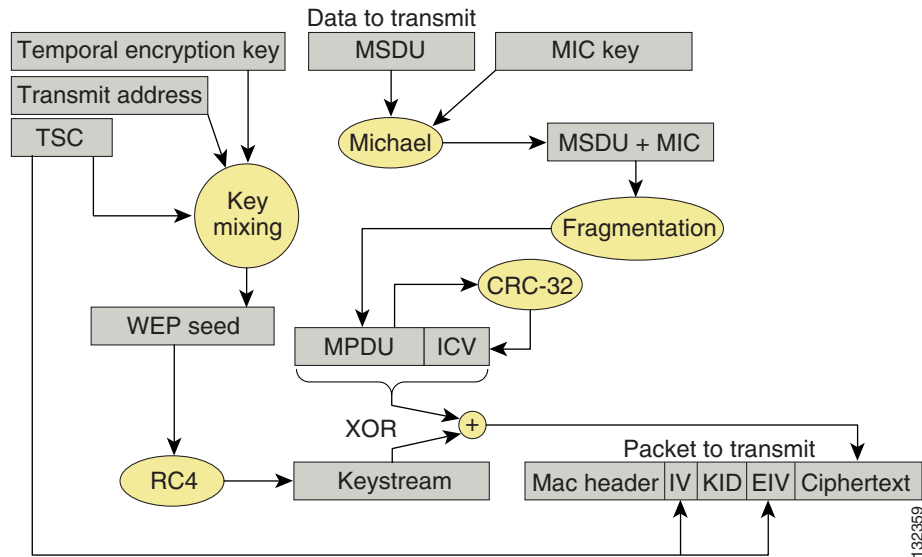 Data to transmit
Temporal encryption key
MSDU
MIC key
Transmit address
TSC
Michael
MSDU + MIC
Key
mixing
Fragmentation
CRC-32
WEP seed
MPDU
ICV
XOR
+
Packet to transmit
RC4
Keystream
Mac header
IV
KID
EIV
Ciphertext
132359